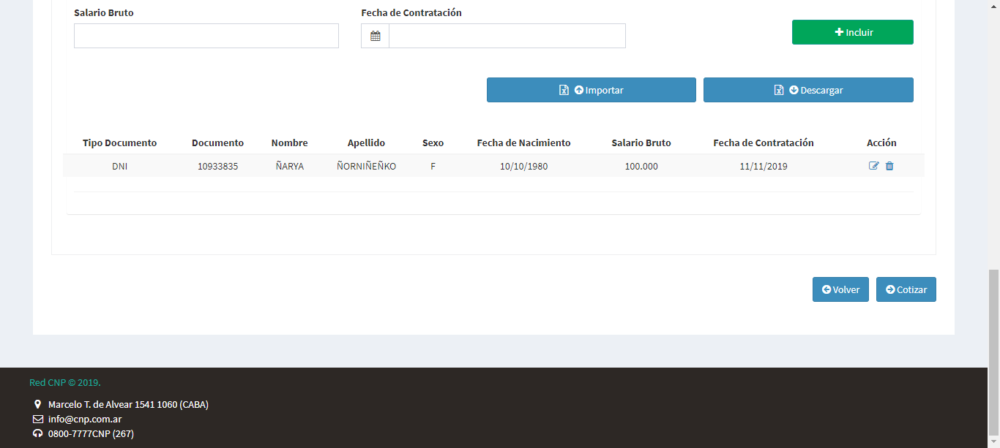 Salario Bruto Fecha de Contratación
Incluir
Importar Descargar
Tipo Documento Documento Nombre Apellido Sexo Fecha de Nacimiento Salario Bruto Fecha de Contratación Acción
DNI 10933835 ÑARYA ÑORNIÑEÑKO F 10/10/1980 100.000 11/11/2019
Volver Cotizar
Red CNP © 2019.
Marcelo T. de Alvear 1541 1060 (CABA)
info@cnp.com.ar
0800-7777CNP (267)